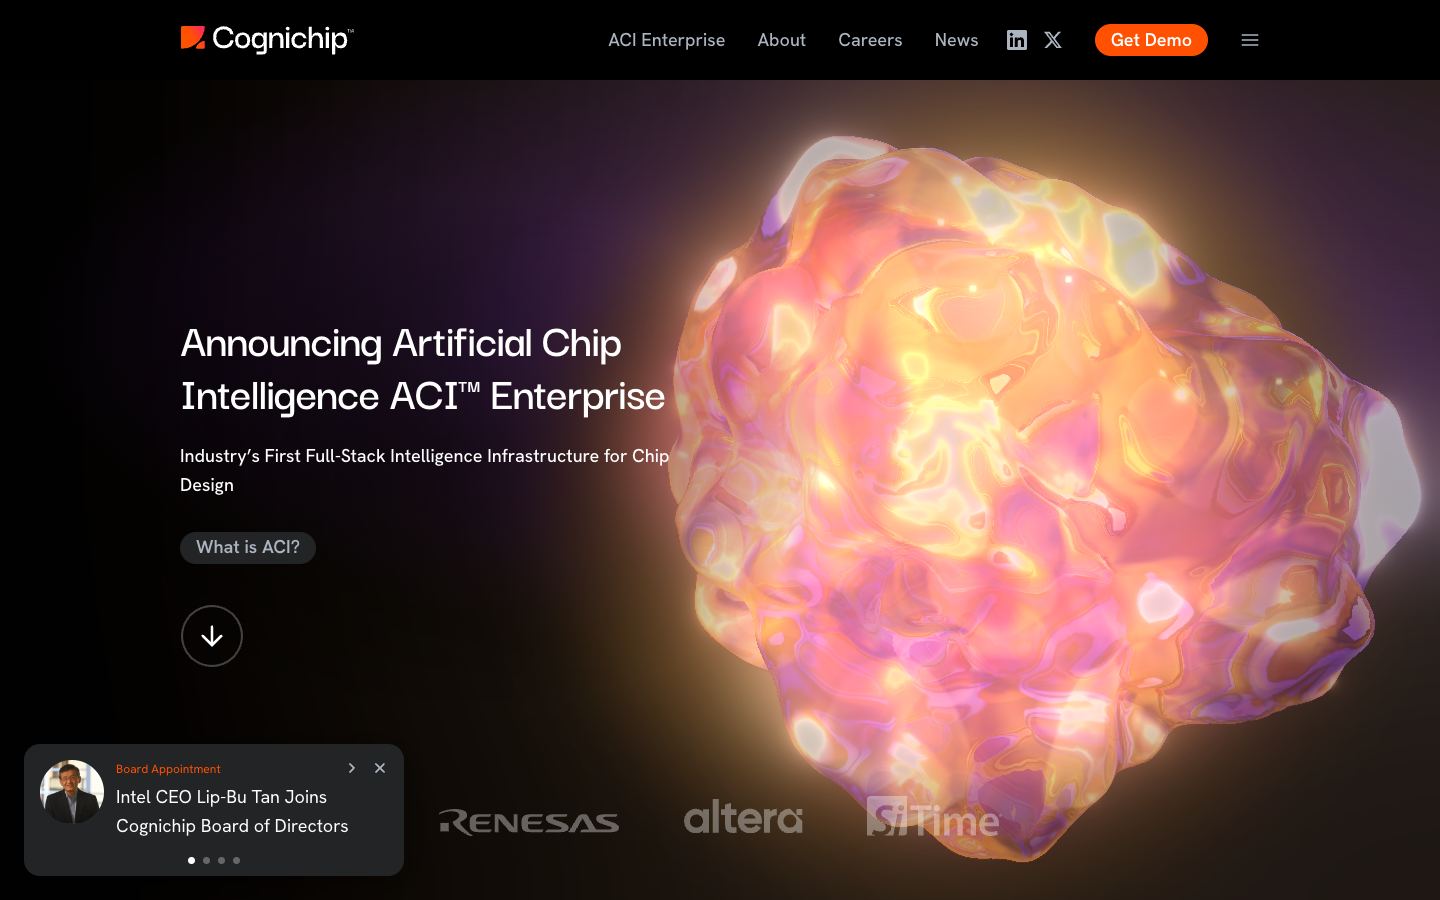 Cognichip™
ACI Enterprise
About
Careers
News
Get Demo
Announcing Artificial Chip
Intelligence ACI™ Enterprise
Industry’s First Full-Stack Intelligence Infrastructure for Chip
Design
What is ACI?
Board Appointment
Intel CEO Lip-Bu Tan Joins
Cognichip Board of Directors
RENESAS
altera
SiTime